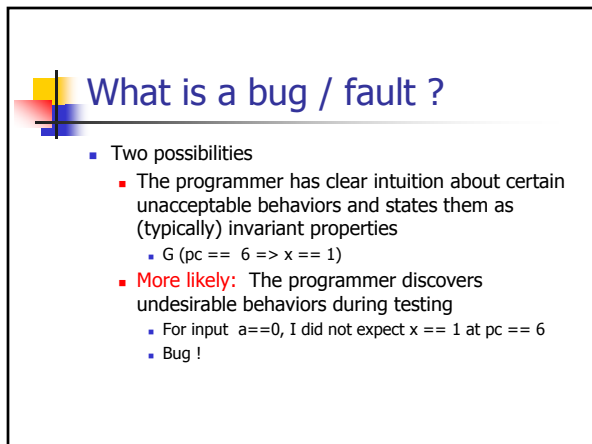 What is a bug / fault ?
Two possibilities
The programmer has clear intuition about certain
unacceptable behaviors and states them as
(typically) invariant properties
G (pc == 6 => x == 1)
More likely: The programmer discovers
undesirable behaviors during testing
For input a==0, I did not expect x == 1 at pc == 6
Bug !